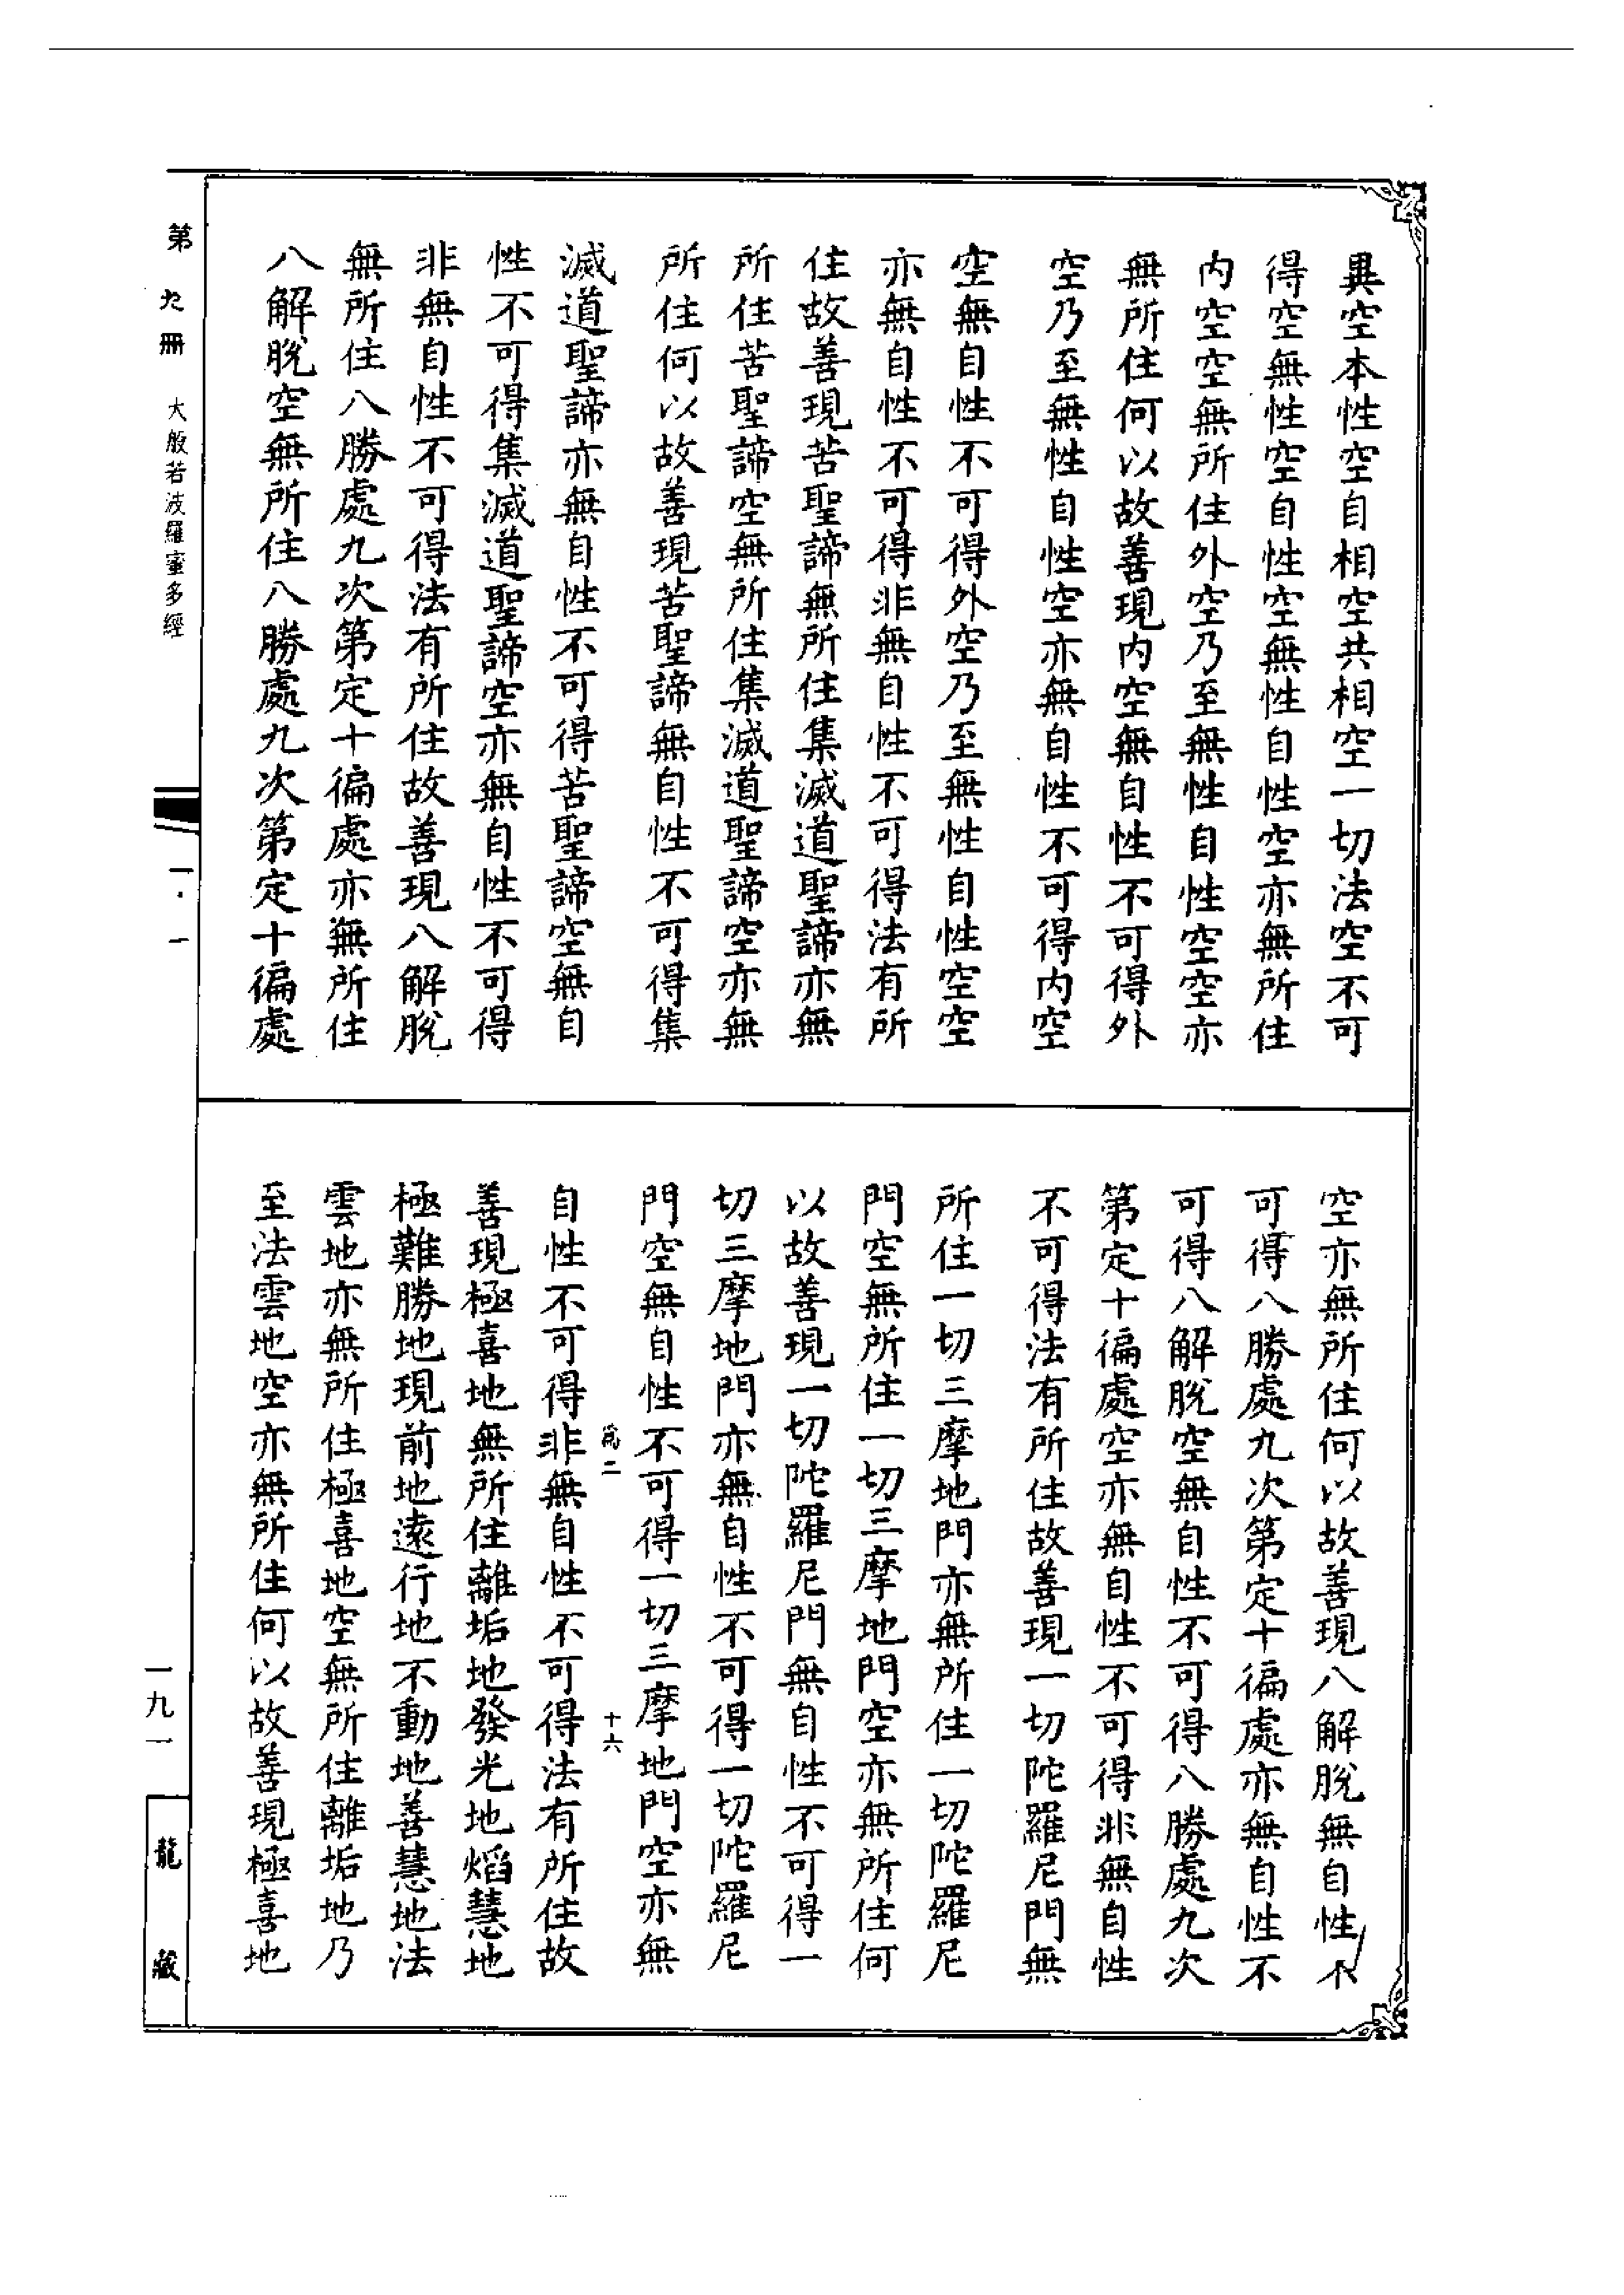 異空本性空自相空共相空一切法空不可
得空無性空自性空無性自性空亦無所住
内空空無所住外空乃至無性自性空空亦
無所住何以故善現内空無自性不可得外
空乃至無性自性空亦無自性不可得内空
空無自性不可得外空乃至無性自性空空
亦無自性不可得非無自性不可得法有所
住故善現苦聖諦無所住集滅道聖諦亦無
所住苦聖諦空無所住集滅道聖諦空亦無
所住何以故善現苦聖諦無自性不可得集
滅道聖諦亦無自性不可得苦聖諦空無自
性不可得集滅道聖諦空亦無自性不可得
非無自性不可得法有所住故善現八解脫
無所住八勝處九次第定十徧處亦無所住
八解脫空無所住八勝處九次第定十徧處
空亦無所住何以故善現八解脫無自性不
可得八勝處九次第定十徧處亦無自性不
可得八解脫空無自性不可得八勝處九次
第定十徧處空亦無自性不可得非無自性
不可得法有所住故善現一切陀羅尼門無
所住一切三摩地門亦無所住一切陀羅尼
門空無所住一切三摩地門空亦無所住何
以故善現一切陀羅尼門無自性不可得一
切三摩地門亦無自性不可得一切陀羅尼
門空無自性不可得一切三摩地門空亦無
十六
自性不可得非無自性不可得法有所住故
善現極喜地無所住離垢地發光地焰慧地
極難勝地現前地遠行地不動地善慧地法
雲地亦無所住極喜地空無所住離垢地乃
至法雲地空亦無所住何以故善現極喜地
第九冊 大般若波羅蜜多經
一九一
龍藏